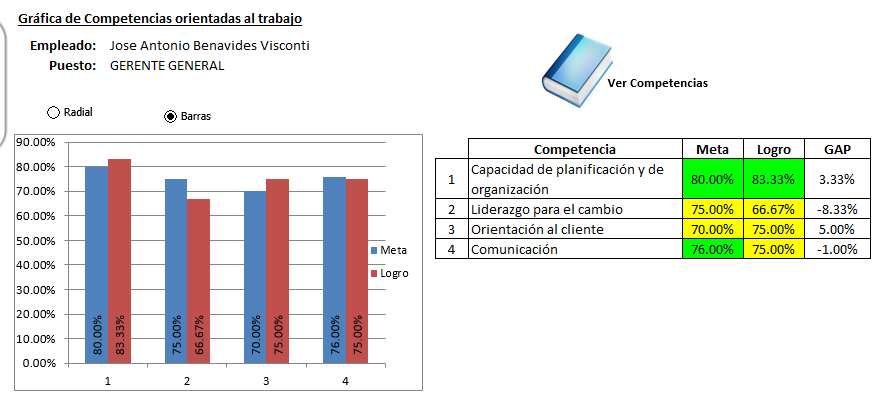 Gráfica de Competencias orientadas al trabajo
Empleado: Jose Antonio Benavides Visconti
Puesto: GERENTE GENERAL
Ver Competencias
Radial
Barras
90.00%
80.00%
70.00%
60.00%
50.00%
40.00%
30.00%
20.00%
10.00%
0.00%
80.00%
83.33%
75.00%
66.67%
70.00%
75.00%
76.00%
75.00%
1 2 3 4
Meta
Logro
Competencia Meta Logro GAP
1 Capacidad de planificación y de
organización 80.00% 83.33% 3.33%
2 Liderazgo para el cambio 75.00% 66.67% -8.33%
3 Orientación al cliente 70.00% 75.00% 5.00%
4 Comunicación 76.00% 75.00% -1.00%